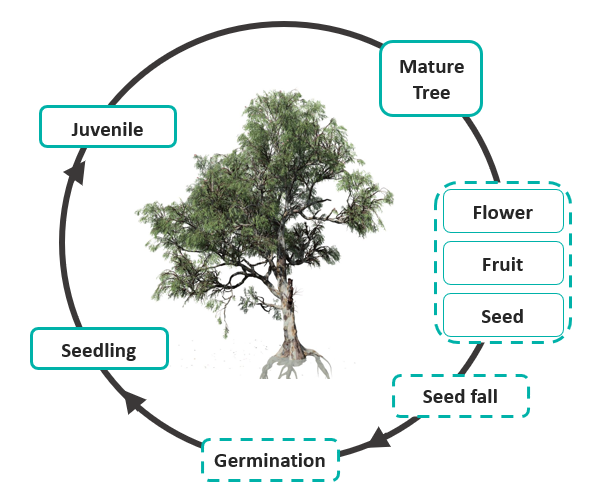 Mature
Tree
Juvenile
Flower
Fruit
Seed
Seedling
Seed fall
Germination